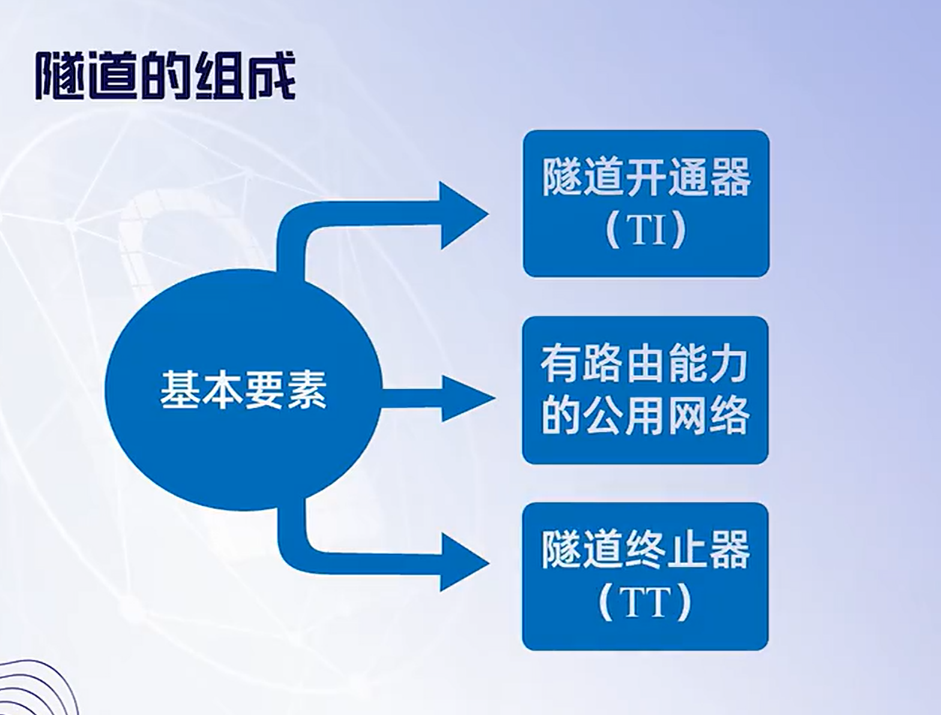 隧道的组成
基本要素
隧道开通器
（TI）
有路由能力
的公用网络
隧道终止器
（TT）